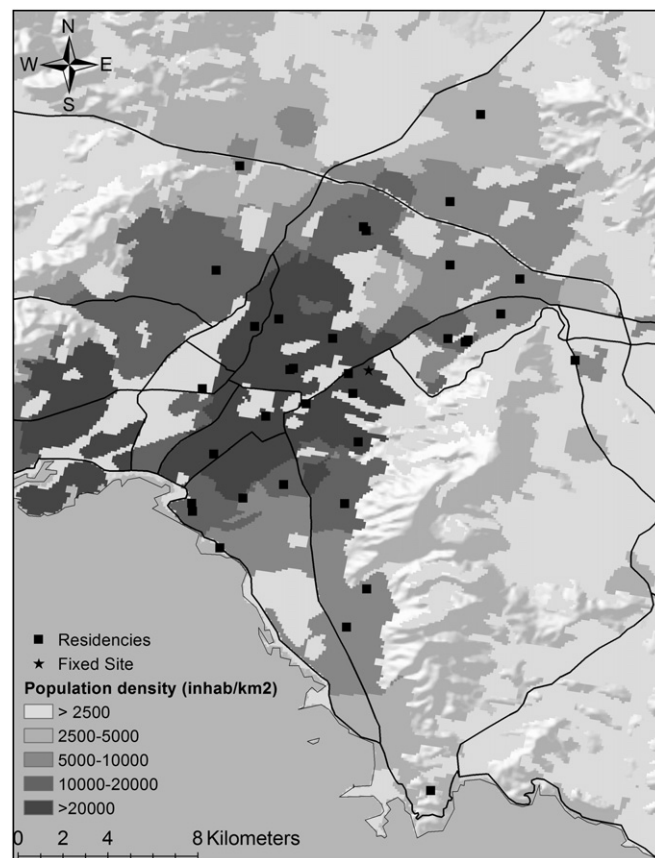 N
W E
S
Residencies
Fixed Site
Population density (inhab/km2)
> 2500
2500-5000
5000-10000
10000-20000
>20000
0 2 4 8 Kilometers